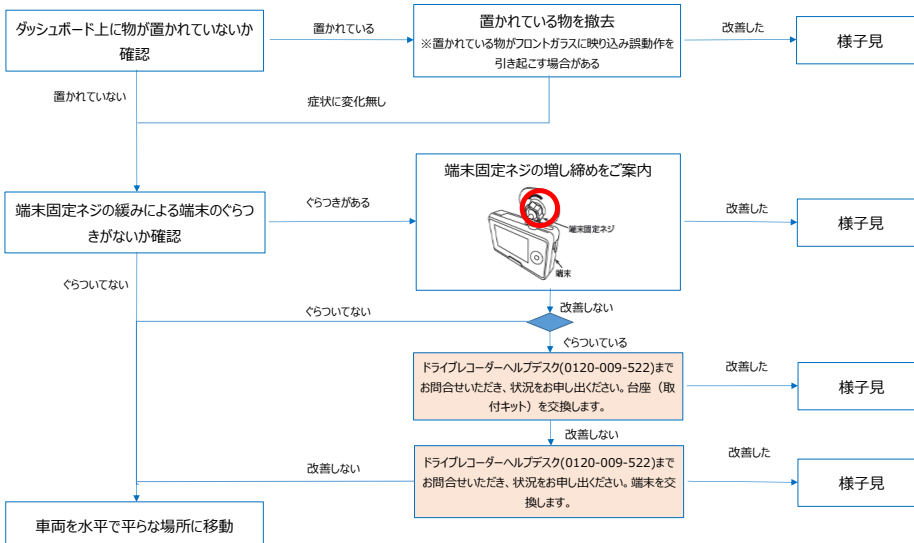 ダッシュボード上に物が置かれていないか
確認
置かれている
置かれている物を撤去
※置かれている物がフロントガラスに映り込み誤動作を
引き起こす場合がある
改善した
様子見
置かれていない
症状に変化無し
端末固定ネジの緩みによる端末のぐらつ
きがないか確認
ぐらつきがある
端末固定ネジの増し締めをご案内
端末固定ネジ
端末
改善した
様子見
ぐらついてない
ぐらついてない
改善しない
ぐらついている
ドライブレコーダーヘルプデスク(0120-009-522)まで
お問合せいただき、状況をお申し出ください。台座（取
付キット）を交換します。
改善した
様子見
改善しない
改善しない
ドライブレコーダーヘルプデスク(0120-009-522)まで
お問合せいただき、状況をお申し出ください。端末を交
換します。
改善した
様子見
車両を水平で平らな場所に移動